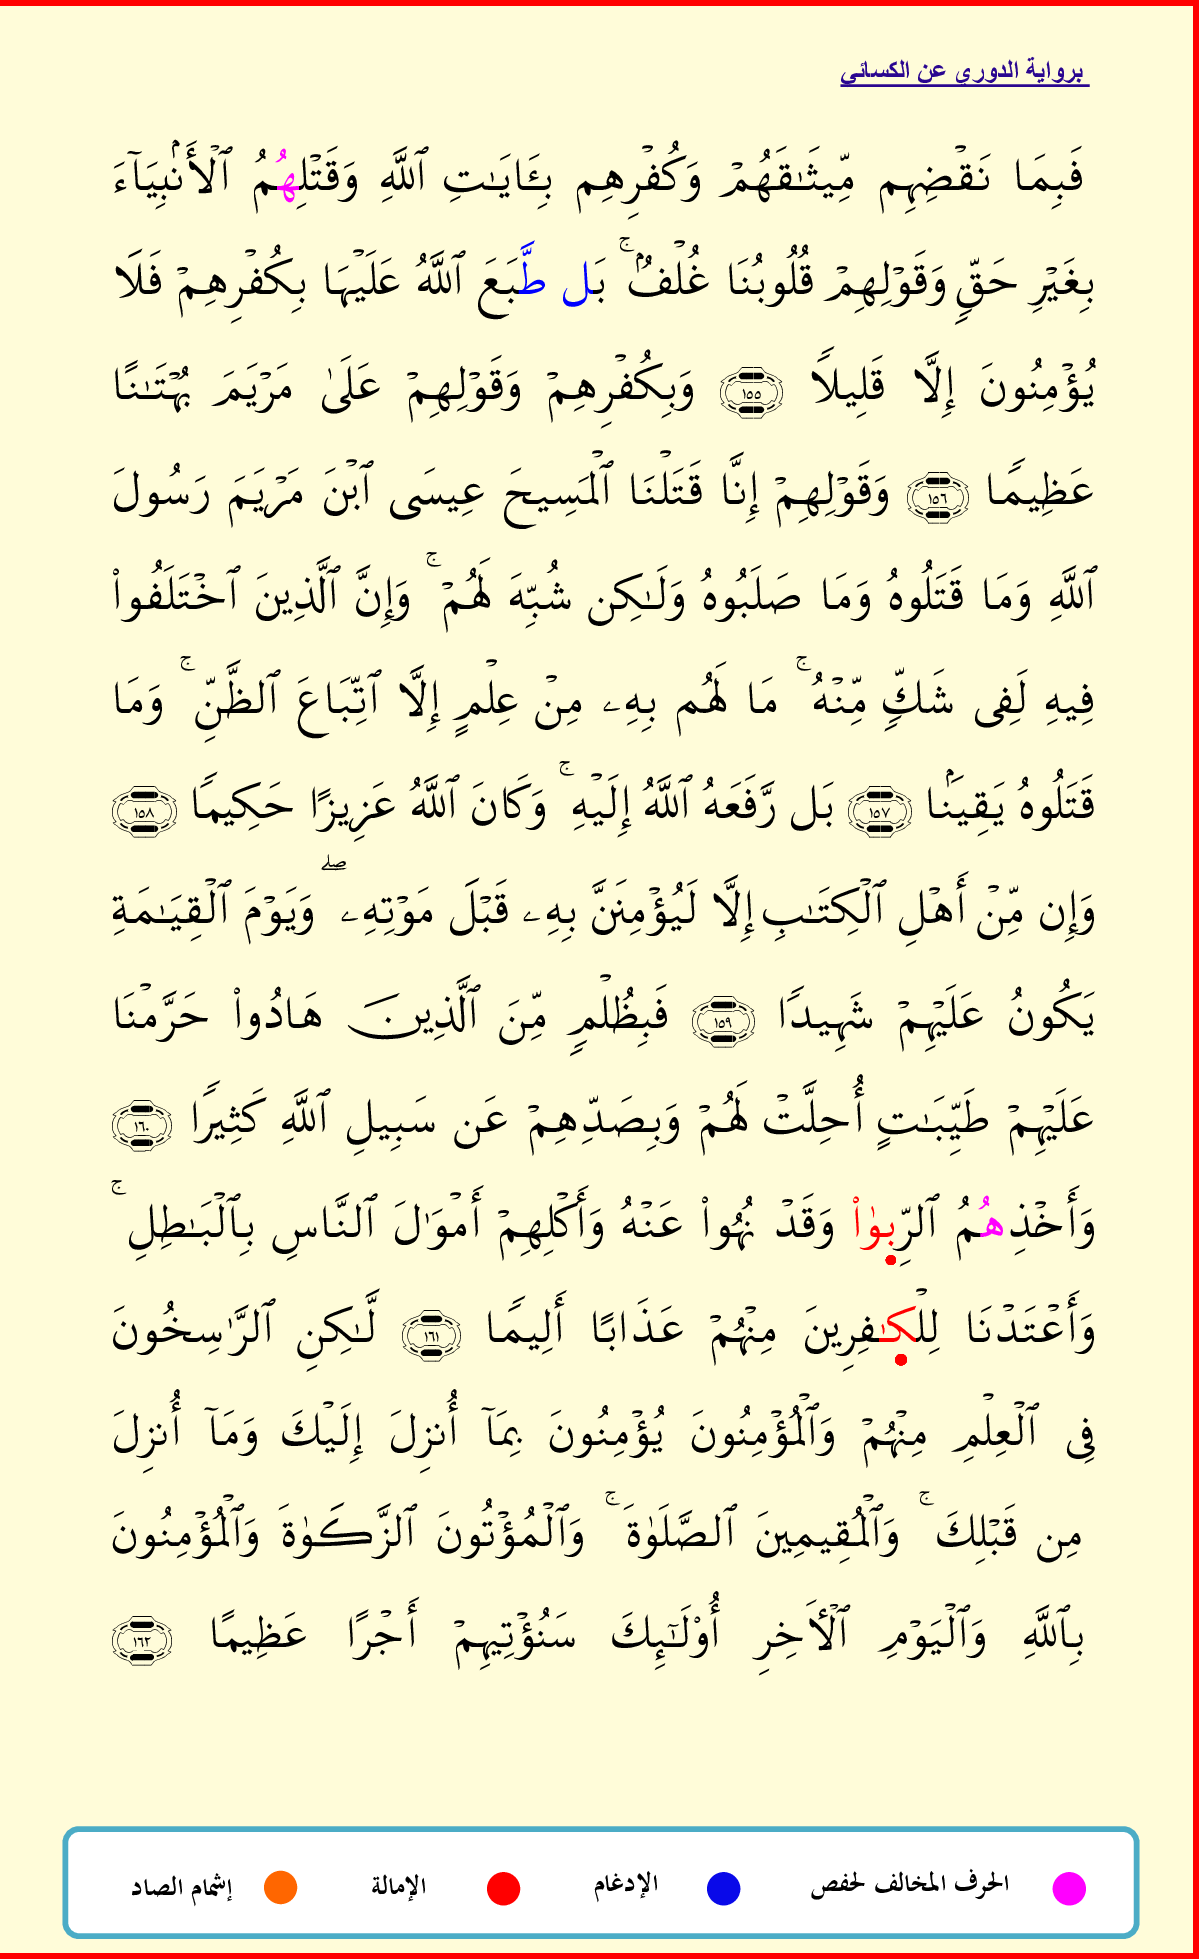 برواية الدوري عن الكسائي
فَبِمَا نَقۡضِهِم مِّيثَٰقَهُمۡ وَكُفۡرِهِم بِـَٔايَٰتِ ٱللَّهِ وَقَتۡلِهُمُ ٱلۡأَنۢبِيَآءَ
بِغَيۡرِ حَقّٖ وَقَوۡلِهِمۡ قُلُوبُنَا غُلۡفُۢۚ بَل طَّبَعَ ٱللَّهُ عَلَيۡهَا بِكُفۡرِهِمۡ فَلَا
يُؤۡمِنُونَ إِلَّا قَلِيلٗا ١٥٥ وَبِكُفۡرِهِمۡ وَقَوۡلِهِمۡ عَلَىٰ مَرۡيَمَ بُهۡتَٰنًا
عَظِيمٗا ١٥٦ وَقَوۡلِهِمۡ إِنَّا قَتَلۡنَا ٱلۡمَسِيحَ عِيسَى ٱبۡنَ مَرۡيَمَ رَسُولَ
ٱللَّهِ وَمَا قَتَلُوهُ وَمَا صَلَبُوهُ وَلَٰكِن شُبِّهَ لَهُمۡۚ وَإِنَّ ٱلَّذِينَ ٱخۡتَلَفُواْ
فِيهِ لَفِى شَكّٖ مِّنۡهُۚ مَا لَهُم بِهِۦ مِنۡ عِلۡمٍ إِلَّا ٱتِّبَاعَ ٱلظَّنِّۚ وَمَا
قَتَلُوهُ يَقِينَۢا ١٥٧ بَل رَّفَعَهُ ٱللَّهُ إِلَيۡهِۚ وَكَانَ ٱللَّهُ عَزِيزًا حَكِيمٗا ١٥٨
وَإِن مِّنۡ أَهۡلِ ٱلۡكِتَٰبِ إِلَّا لَيُؤۡمِنَنَّ بِهِۦ قَبۡلَ مَوۡتِهِۦۖ وَيَوۡمَ ٱلۡقِيَٰمَةِ
يَكُونُ عَلَيۡهِمۡ شَهِيدٗا ١٥٩ فَبِظُلۡمٖ مِّنَ ٱلَّذِينَ هَادُواْ حَرَّمۡنَا
عَلَيۡهِمۡ طَيِّبَٰتٍ أُحِلَّتۡ لَهُمۡ وَبِصَدِّهِمۡ عَن سَبِيلِ ٱللَّهِ كَثِيرٗا ١٦٠
وَأَخۡذِهُمُ ٱلرِّبَوٰاْ وَقَدۡ نُهُواْ عَنۡهُ وَأَكۡلِهِمۡ أَمۡوَٰلَ ٱلنَّاسِ بِٱلۡبَٰطِلِۚ
وَأَعۡتَدۡنَا لِلۡكَٰفِرِينَ مِنۡهُمۡ عَذَابًا أَلِيمٗا ١٦١ لَّٰكِنِ ٱلرَّٰسِخُونَ
فِى ٱلۡعِلۡمِ مِنۡهُمۡ وَٱلۡمُؤۡمِنُونَ يُؤۡمِنُونَ بِمَآ أُنزِلَ إِلَيۡكَ وَمَآ أُنزِلَ
مِن قَبۡلِكَۚ وَٱلۡمُقِيمِينَ ٱلصَّلَوٰةَۚ وَٱلۡمُؤۡتُونَ ٱلزَّكَوٰةَ وَٱلۡمُؤۡمِنُونَ
بِٱللَّهِ وَٱلۡيَوۡمِ ٱلۡأٓخِرِ أُوْلَٰٓئِكَ سَنُؤۡتِيهِمۡ أَجۡرًا عَظِيمًا ١٦٢
الحرف المخالف لحفص الإدغام الإمالة إشمام الصاد